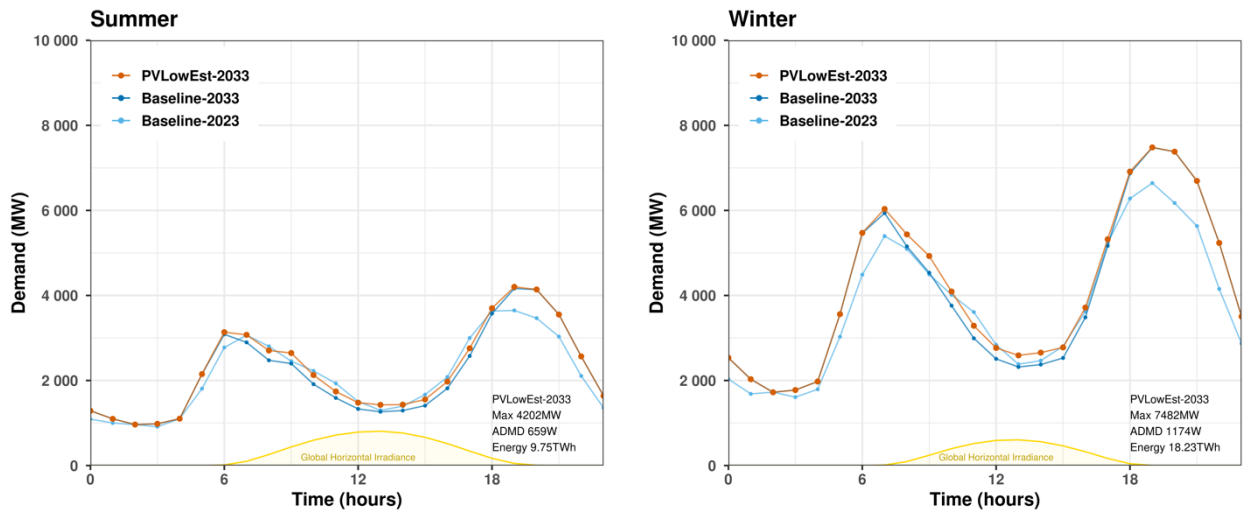 Summer
Demand (MW)
10 000
8 000
6 000
4 000
2 000
0
PVLowEst-2033
Baseline-2033
Baseline-2023
PVLowEst-2033
Max 4202MW
ADMD 659W
Energy 9.75TWh
Global Horizontal Irradiance
0
6
12
18
Time (hours)
Winter
Demand (MW)
10 000
8 000
6 000
4 000
2 000
0
PVLowEst-2033
Baseline-2033
Baseline-2023
PVLowEst-2033
Max 7482MW
ADMD 1174W
Energy 18.23TWh
Global Horizontal Irradiance
0
6
12
18
Time (hours)